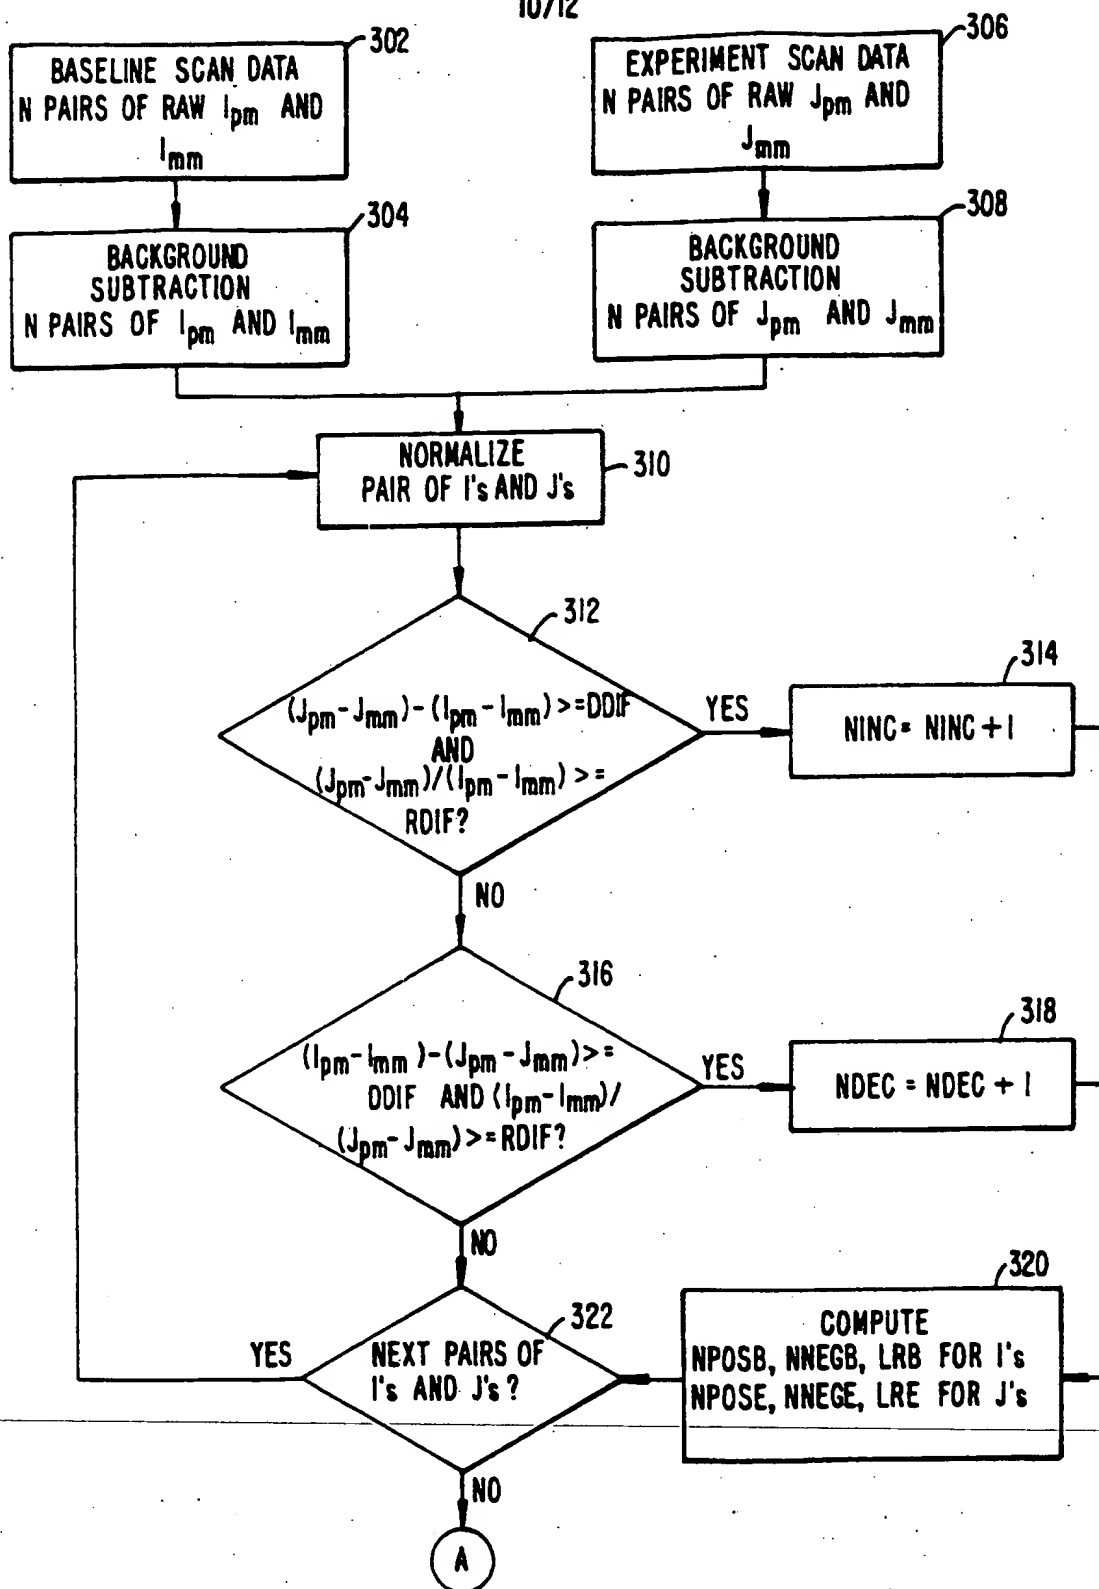 10/12
302
BASELINE SCAN DATA
N PAIRS OF RAW Ipm AND
Imm
306
EXPERIMENT SCAN DATA
N PAIRS OF RAW Jpm AND
Jmm
304
BACKGROUND
SUBTRACTION
N PAIRS OF Ipm AND Imm
308
BACKGROUND
SUBTRACTION
N PAIRS OF Jpm AND Jmm
NORMALIZE
PAIR OF I's AND J's
310
312
(Jpm-Jmm)-(Ipm-Imm)>=DDIF
AND
(Jpm-Jmm)/(Ipm-Imm)>=
RDIF?
YES
314
NINC= NINC+1
NO
316
(Ipm-Imm)-(Jpm-Jmm)>=
DDIF AND (Ipm-Imm)/
(Jpm-Jmm)>=RDIF?
YES
318
NDEC = NDEC + 1
NO
320
COMPUTE
NPOSB, NNEGB, LRB FOR I's
NPOSE, NNEGE, LRE FOR J's
322
NEXT PAIRS OF
I's AND J's?
YES
NO
A